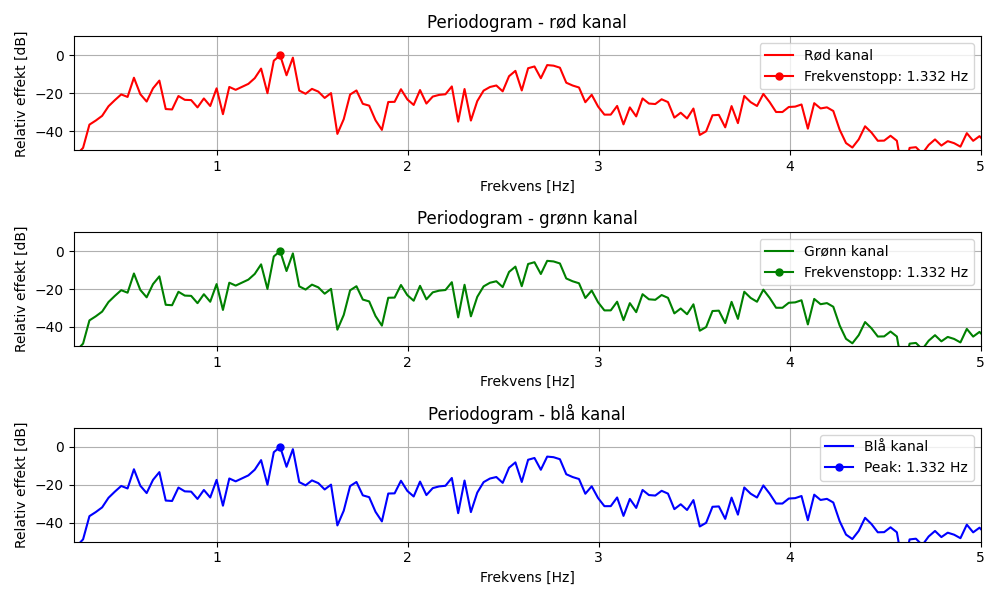 Periodogram - rød kanal
Relativ effekt [dB]
0
−20
−40
Rød kanal
Frekvenstopp: 1.332 Hz
1 2 3 4 5
Frekvens [Hz]
Periodogram - grønn kanal
Relativ effekt [dB]
0
−20
−40
Grønn kanal
Frekvenstopp: 1.332 Hz
1 2 3 4 5
Frekvens [Hz]
Periodogram - blå kanal
Relativ effekt [dB]
0
−20
−40
Blå kanal
Peak: 1.332 Hz
1 2 3 4 5
Frekvens [Hz]